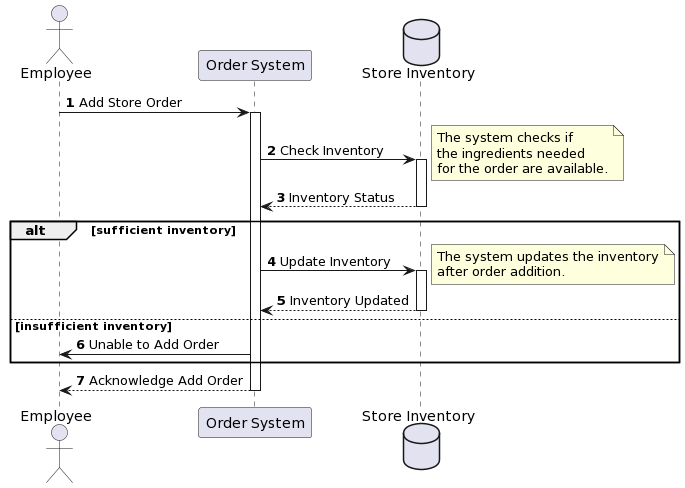 Employee
Order System
Store Inventory
1 Add Store Order
The system checks if
the ingredients needed
for the order are available.
2 Check Inventory
3 Inventory Status
alt [sufficient inventory]
The system updates the inventory
after order addition.
4 Update Inventory
5 Inventory Updated
[insufficient inventory]
6 Unable to Add Order
7 Acknowledge Add Order
Employee
Order System
Store Inventory